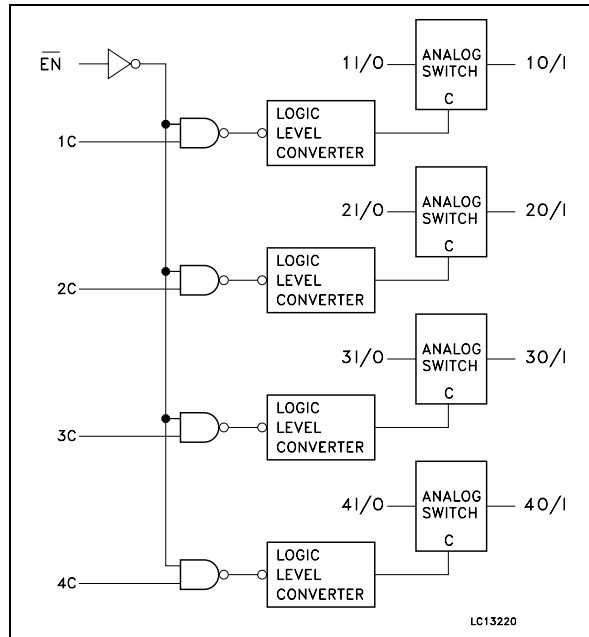 EN
1I/O ANALOG SWITCH C 1O/I
1C LOGIC LEVEL CONVERTER
2I/O ANALOG SWITCH C 2O/I
2C LOGIC LEVEL CONVERTER
3I/O ANALOG SWITCH C 3O/I
3C LOGIC LEVEL CONVERTER
4I/O ANALOG SWITCH C 4O/I
4C LOGIC LEVEL CONVERTER
LC13220